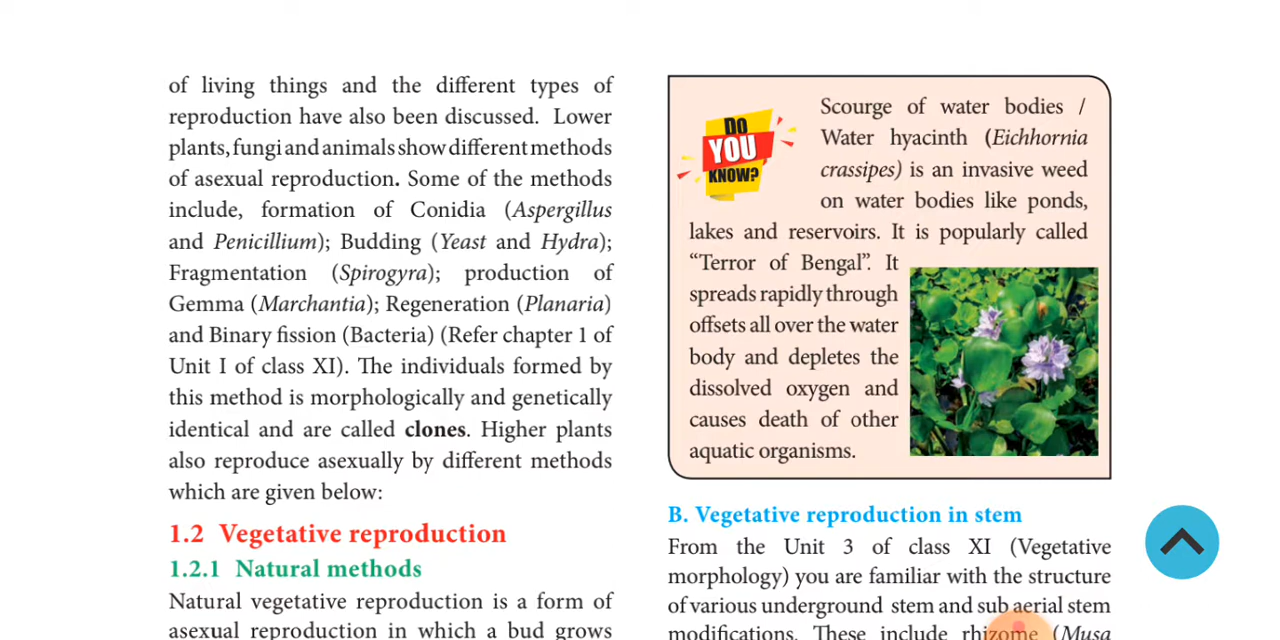 of living things and the different types of
reproduction have also been discussed. Lower
plants, fungi and animals show different methods
of asexual reproduction. Some of the methods
include, formation of Conidia (Aspergillus
and Penicillium); Budding (Yeast and Hydra);
Fragmentation (Spirogyra); production of
Gemma (Marchantia); Regeneration (Planaria)
and Binary fission (Bacteria) (Refer chapter 1 of
Unit I of class XI). The individuals formed by
this method is morphologically and genetically
identical and are called clones. Higher plants
also reproduce asexually by different methods
which are given below:
1.2 Vegetative reproduction
1.2.1 Natural methods
Natural vegetative reproduction is a form of
asexual reproduction in which a bud grows
DO
YOU
KNOW?
Scourge of water bodies /
Water hyacinth (Eichhornia
crassipes) is an invasive weed
on water bodies like ponds,
lakes and reservoirs. It is popularly called
“Terror of Bengal”. It
spreads rapidly through
offsets all over the water
body and depletes the
dissolved oxygen and
causes death of other
aquatic organisms.
B. Vegetative reproduction in stem
From the Unit 3 of class XI (Vegetative
morphology) you are familiar with the structure
of various underground stem and sub aerial stem
modifications. These include rhizome (Musa